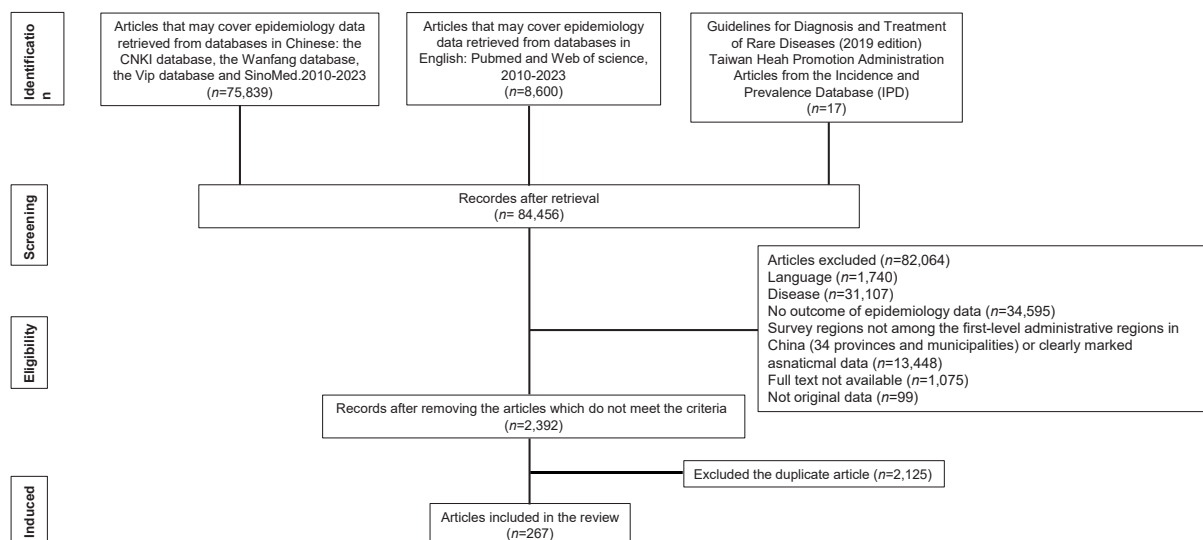 Identificatio
n
Articles that may cover epidemiology data
retrieved from databases in Chinese: the
CNKI database, the Wanfang database,
the Vip database and SinoMed.2010-2023
(n=75,839)
Articles that may cover epidemiology
data retrieved from databases in
English: Pubmed and Web of science,
2010-2023
(n=8,600)
Guidelines for Diagnosis and Treatment
of Rare Diseases (2019 edition)
Taiwan Heah Promotion Administration
Articles from the Incidence and
Prevalence Database (IPD)
(n=17)
Screening
Recordes after retrieval
(n= 84,456)
Articles excluded (n=82,064)
Language (n=1,740)
Disease (n=31,107)
No outcome of epidemiology data (n=34,595)
Survey regions not among the first-level administrative regions in
China (34 provinces and municipalities) or clearly marked
asnaticmal data (n=13,448)
Full text not available (n=1,075)
Not original data (n=99)
Eligibility
Records after removing the articles which do not meet the criteria
(n=2,392)
Excluded the duplicate article (n=2,125)
Induced
Articles included in the review
(n=267)